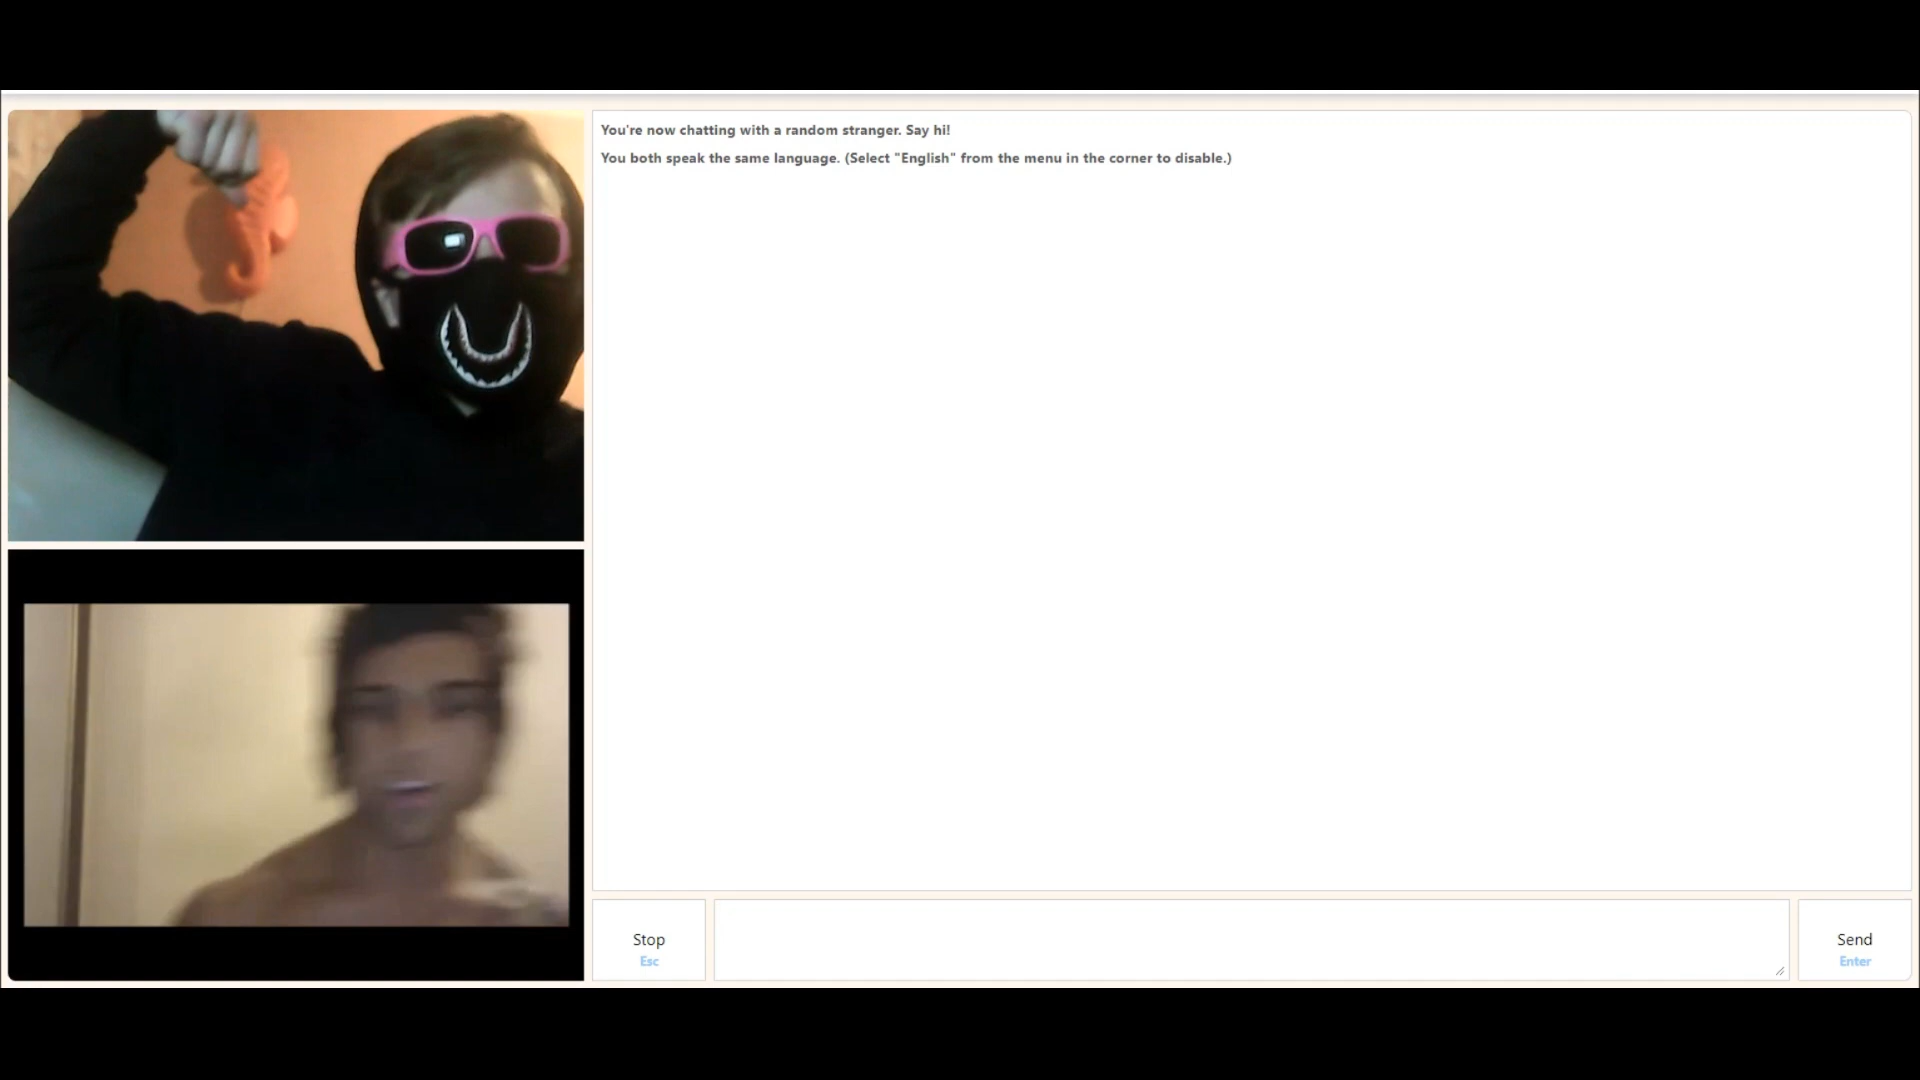 You're now chatting with a random stranger. Say hi!
You both speak the same language. (Select "English" from the menu in the corner to disable.)
Stop
Esc
Send
Enter